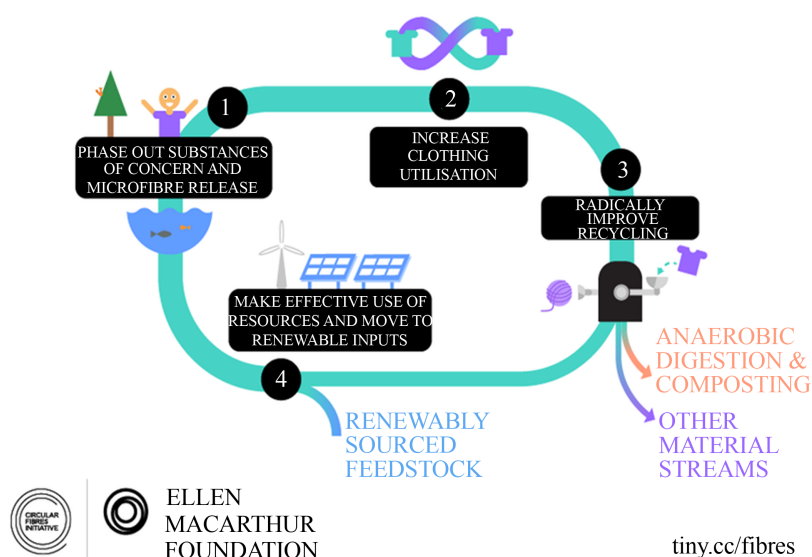 1
PHASE OUT SUBSTANCES
OF CONCERN AND
MICROFIBRE RELEASE
2
INCREASE
CLOTHING
UTILISATION
3
RADICALLY
IMPROVE
RECYCLING
MAKE EFFECTIVE USE OF
RESOURCES AND MOVE TO
RENEWABLE INPUTS
4
ANAEROBIC
DIGESTION &
COMPOSTING
RENEWABLY
SOURCED
FEEDSTOCK
OTHER
MATERIAL
STREAMS
CIRCULAR
FIBRES
INITIATIVE
ELLEN
MACARTHUR
FOUNDATION
tiny.cc/fibres